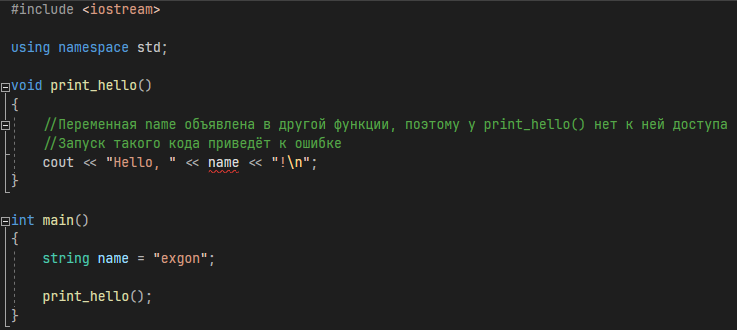 #include <iostream>
using namespace std;
void print_hello()
{
//Переменная name объявлена в другой функции, поэтому у print_hello() нет к ней доступа
//Запуск такого кода приведёт к ошибке
cout << "Hello, " << name << "!\n";
}
int main()
{
string name = "exgon";
print_hello();
}